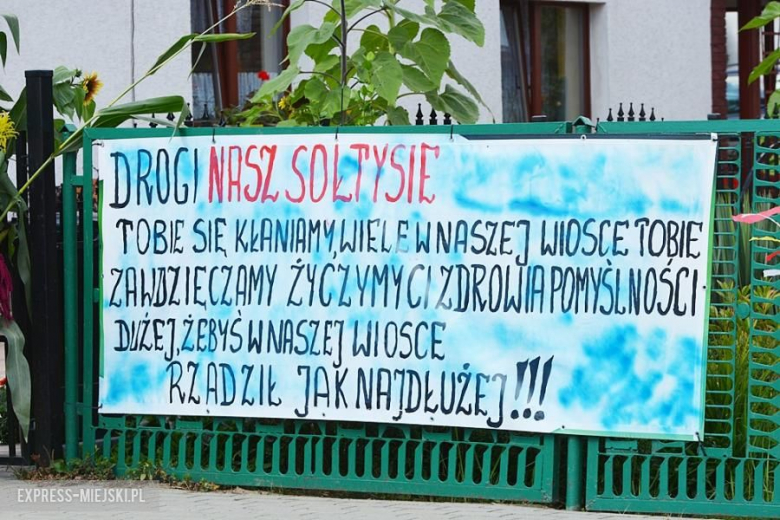 DROGI NASZ SOŁTYSIE
TOBIE SIĘ KŁANIAMY, WIELE W NASZEJ WIOSCE TOBIE
ZAWDZIĘCZAMY ŻYCZYMY CI ZDROWIA POMYŚLNOŚCI
DUŻEJ, ŻEBYŚ W NASZEJ WIOSCE
RZĄDZIŁ JAK NAJDŁUŻEJ!!!
EXPRESS-MIEJSKI.PL